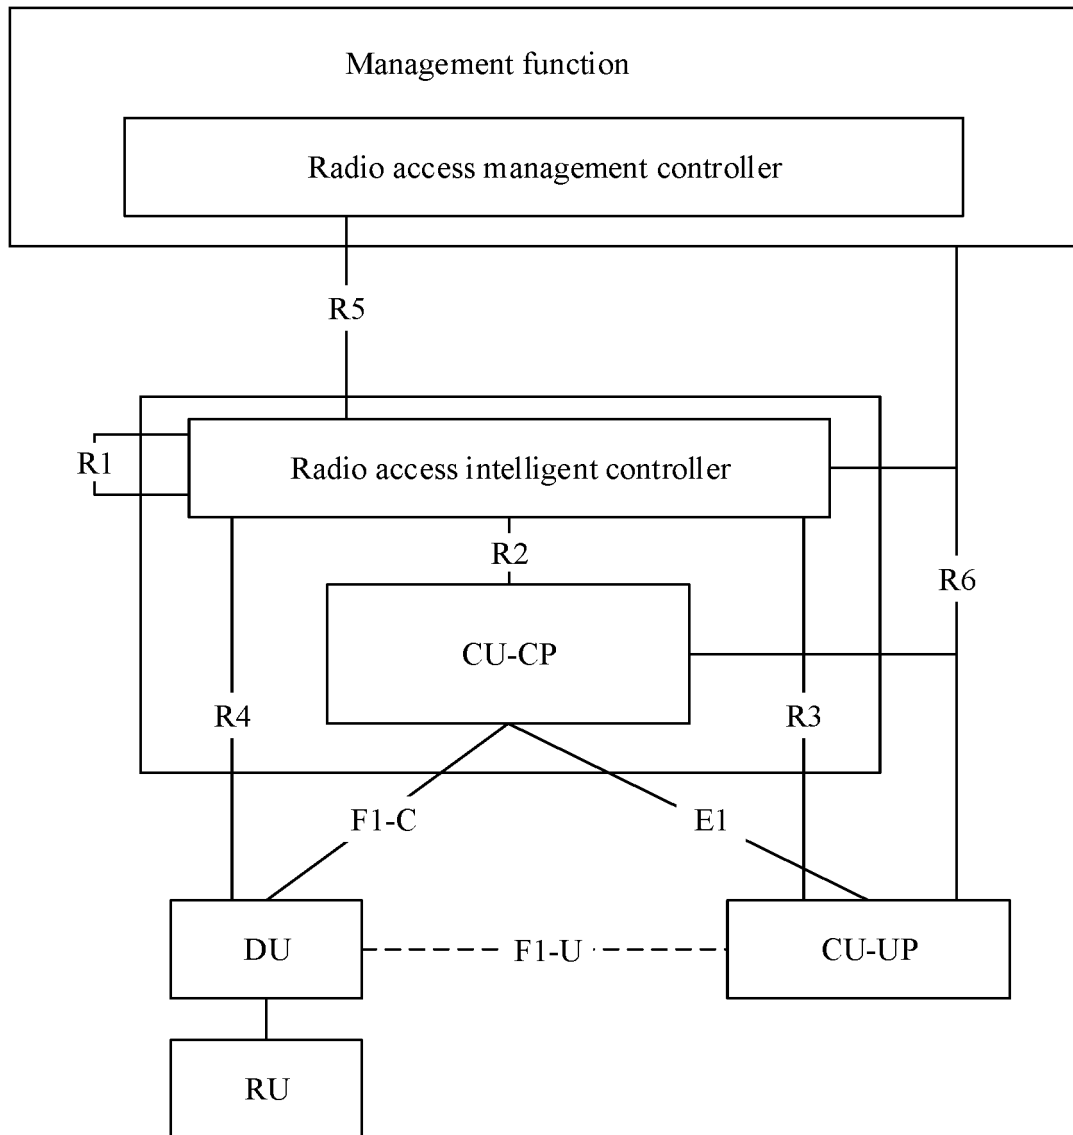 Management function
Radio access management controller
R5
R1
Radio access intelligent controller
R2
R6
CU-CP
R4
R3
F1-C
E1
DU
F1-U
CU-UP
RU